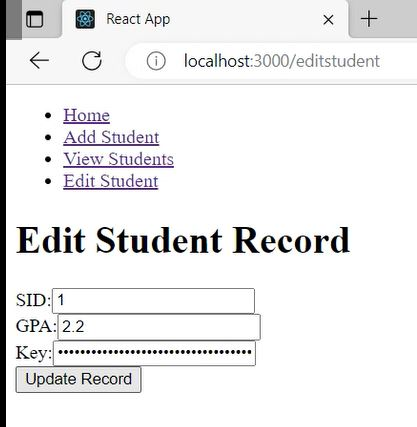 React App
localhost:3000/editstudent
Home
Add Student
View Students
Edit Student
Edit Student Record
SID: 1
GPA: 2.2
Key: ••••••••••••••••••••••••••••••••••••
Update Record